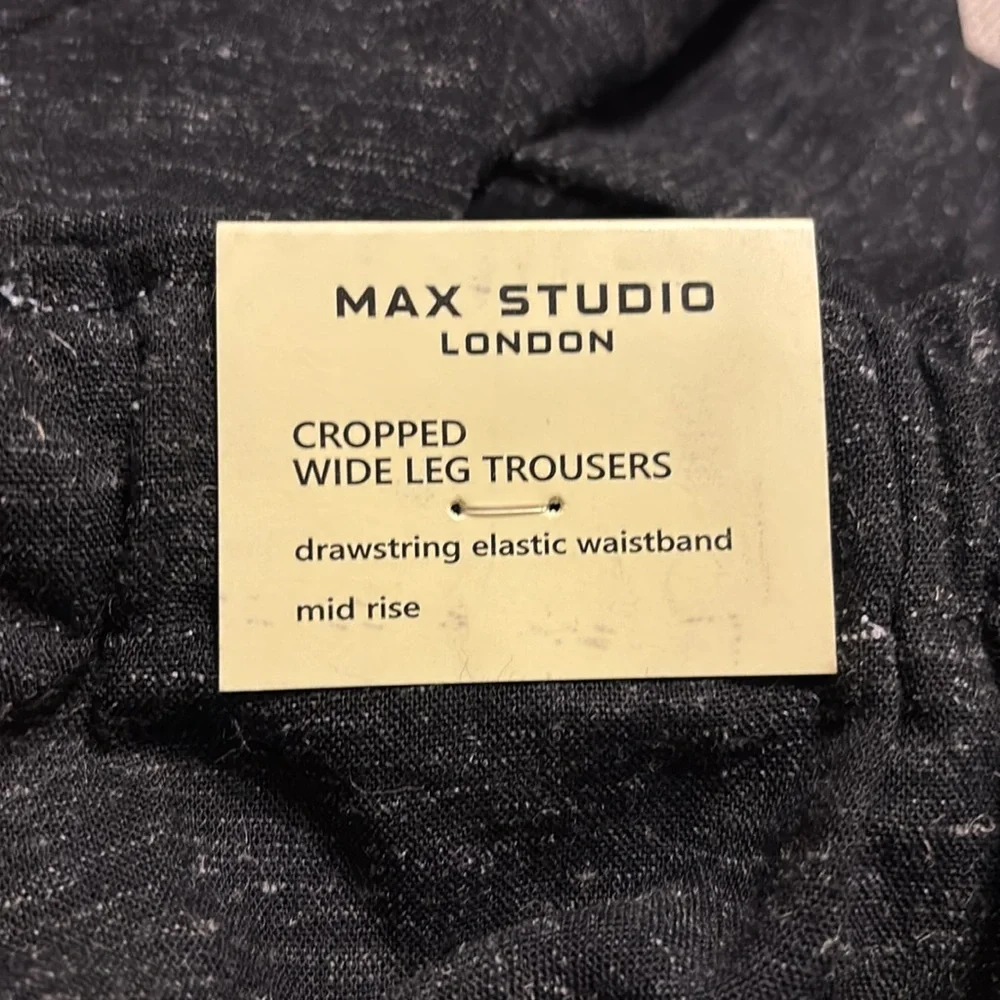 MAX STUDIO
LONDON
CROPPED
WIDE LEG TROUSERS
drawstring elastic waistband
mid rise